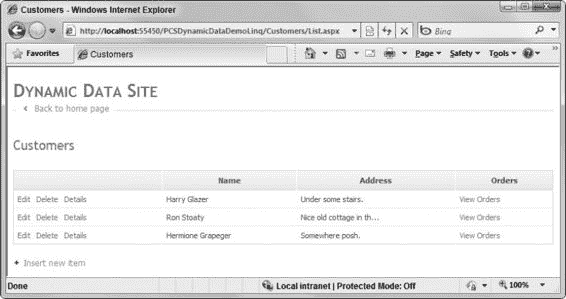 Customers - Windows Internet Explorer
http://localhost:55450/PCSDynamicDataDemoLinq/Customers/List.aspx
Bing
Favorites
Customers
Page
Safety
Tools
DYNAMIC DATA SITE
Back to home page
Customers
Name Address Orders
Edit Delete Details Harry Glazer Under some stairs. View Orders
Edit Delete Details Ron Stoaty Nice old cottage in th... View Orders
Edit Delete Details Hermione Grapeger Somewhere posh. View Orders
Insert new item
Done Local intranet | Protected Mode: Off 100%